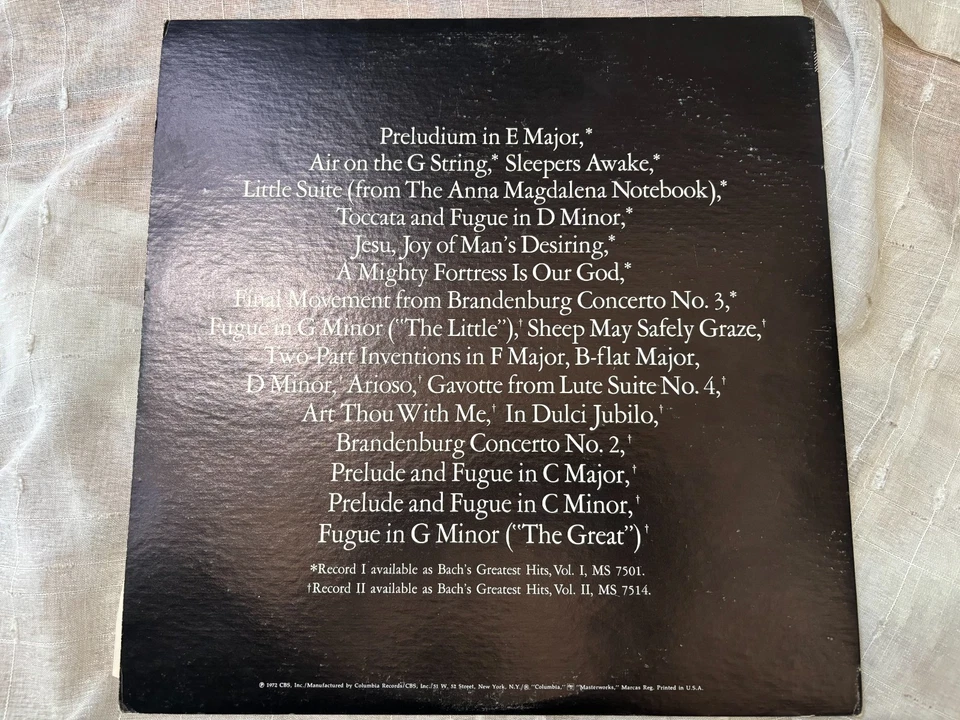 Preludium in E Major,*
Air on the G String,* Sleepers Awake,*
Little Suite (from The Anna Magdalena Notebook),*
Toccata and Fugue in D Minor,*
Jesu, Joy of Man's Desiring,*
A Mighty Fortress Is Our God,*
Final Movement from Brandenburg Concerto No. 3,*
Fugue in G Minor ("The Little"),† Sheep May Safely Graze,†
Two-Part Inventions in F Major, B-flat Major,
D Minor,† Arioso,† Gavotte from Lute Suite No. 4,†
Art Thou With Me,† In Dulci Jubilo,†
Brandenburg Concerto No. 2,†
Prelude and Fugue in C Major,†
Prelude and Fugue in C Minor,†
Fugue in G Minor ("The Great")†
*Record I available as Bach's Greatest Hits, Vol. I, MS 7501.
†Record II available as Bach's Greatest Hits, Vol. II, MS 7514.
℗ 1972 CBS, Inc./Manufactured by Columbia Records/CBS, Inc./51 W. 52 Street, New York, N.Y./® "Columbia," "Masterworks," Marcas Reg. Printed in U.S.A.